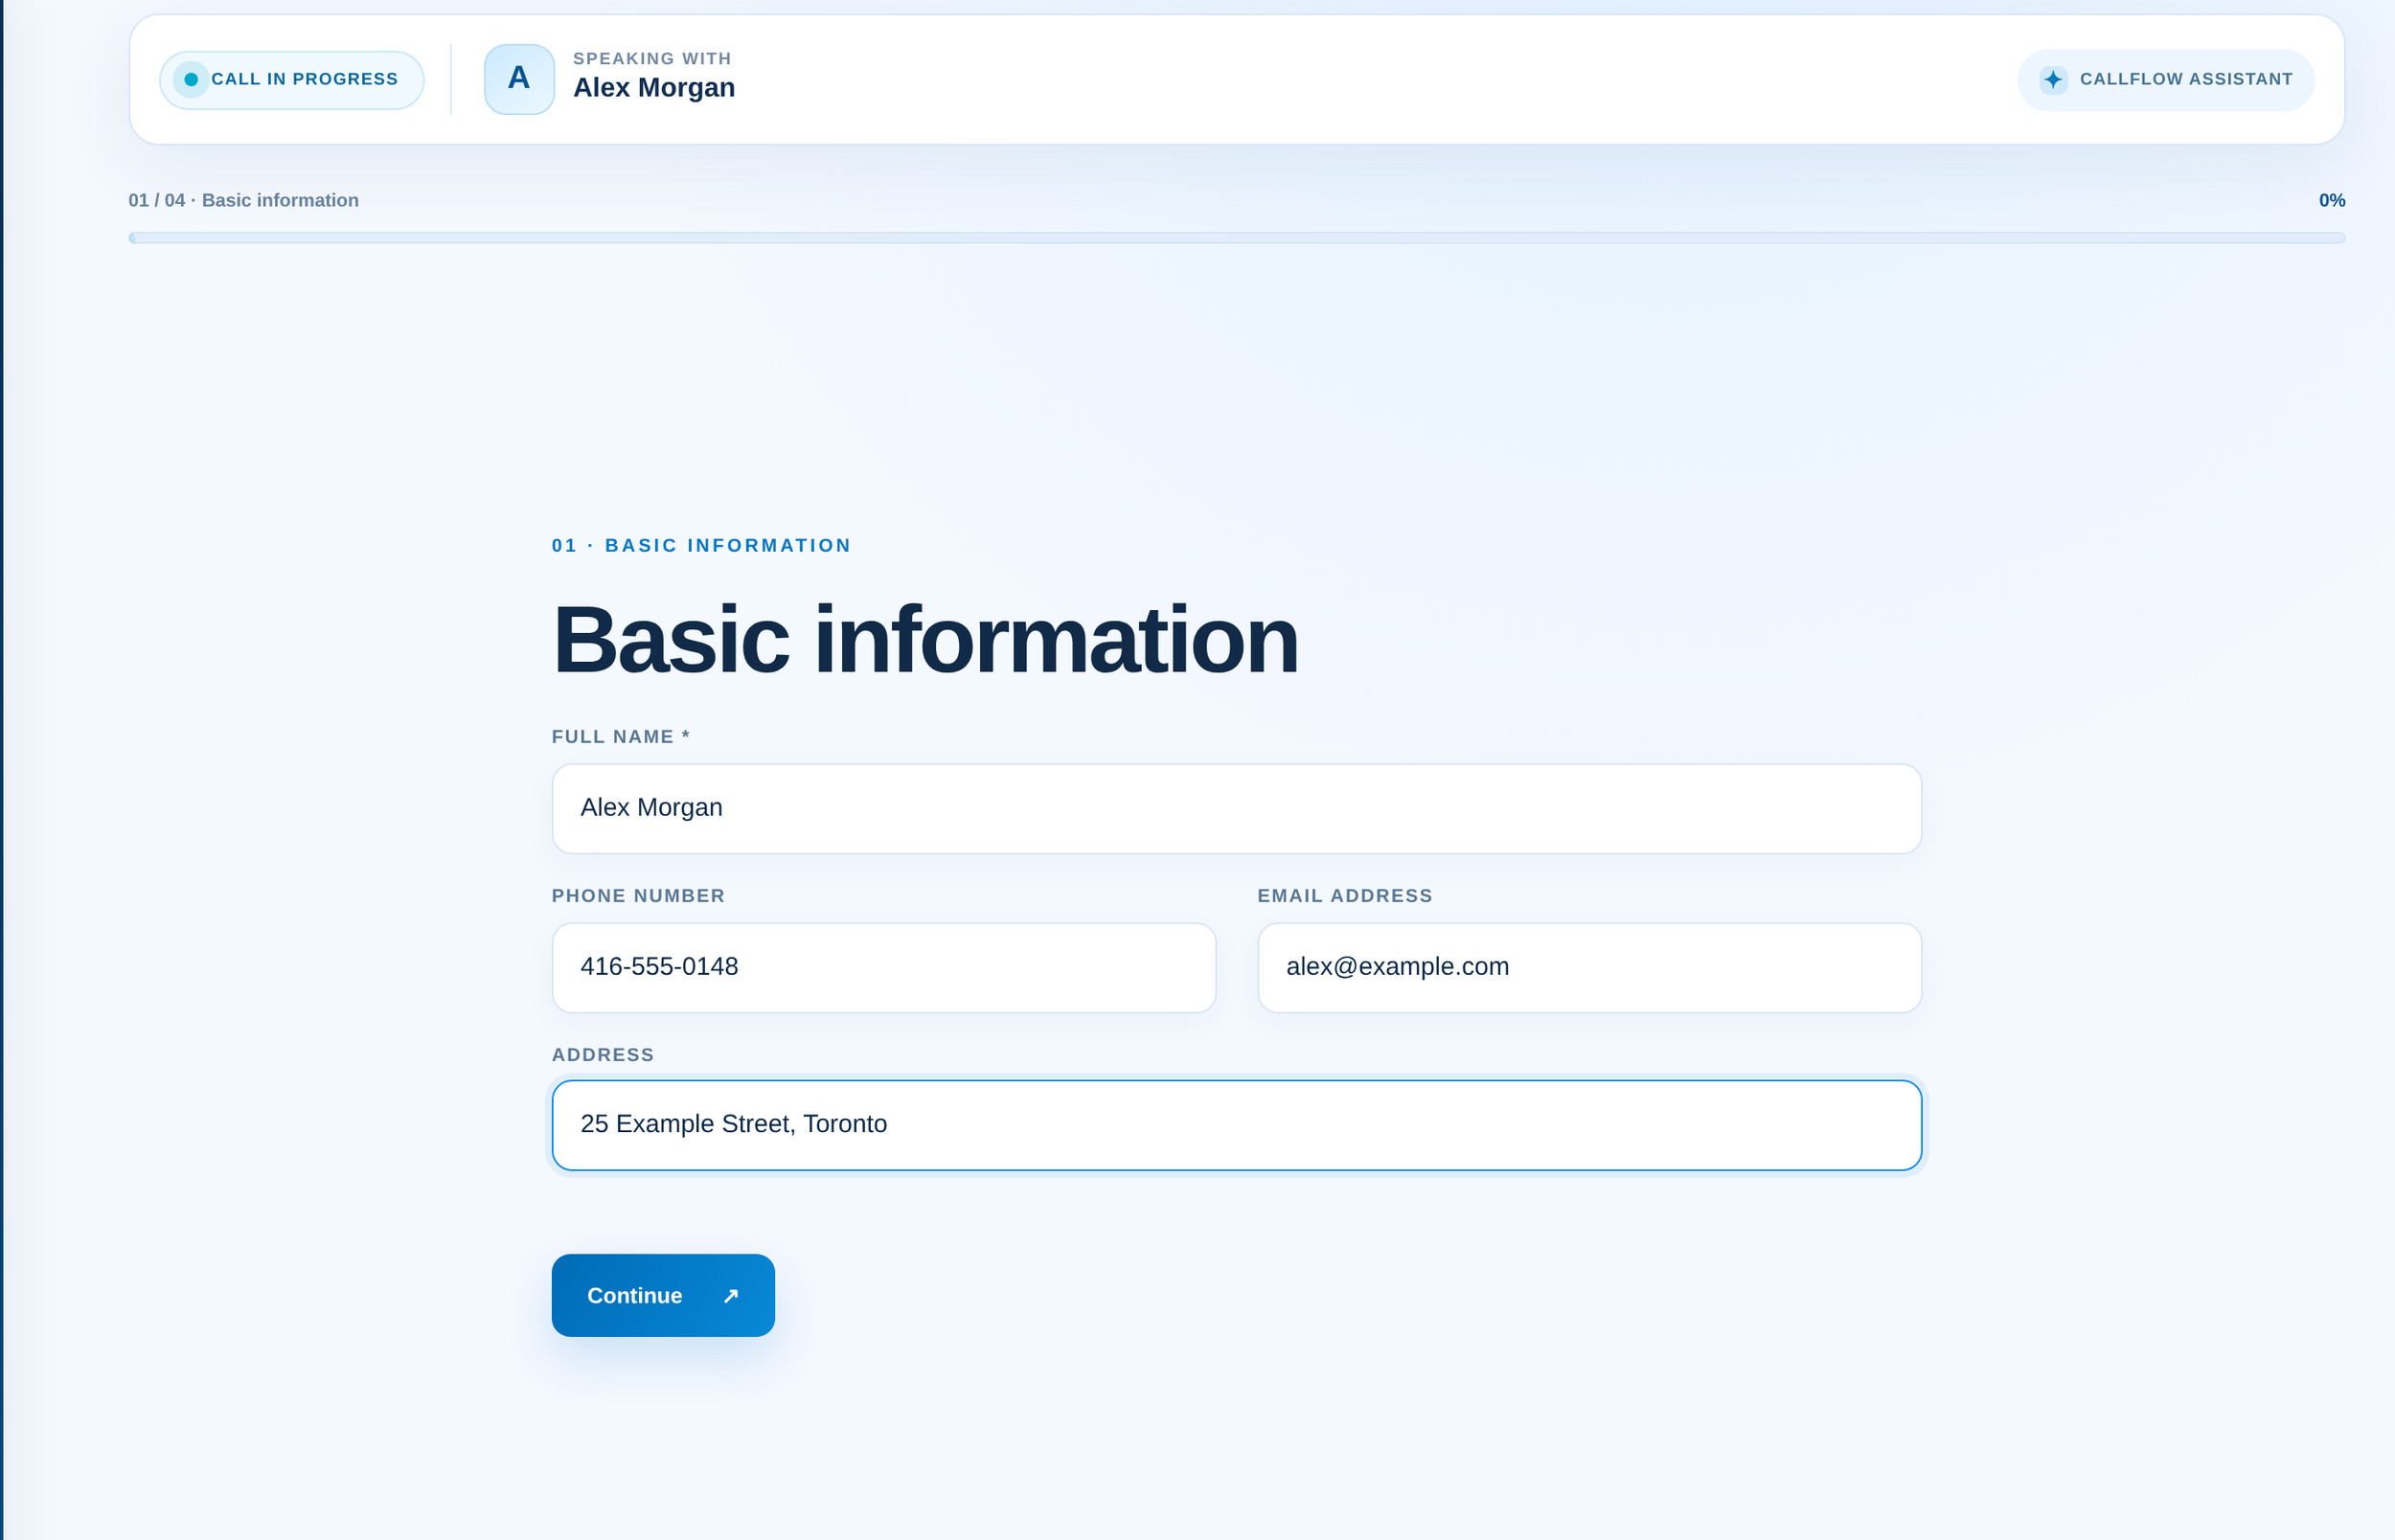 CALL IN PROGRESS
A
SPEAKING WITH
Alex Morgan
CALLFLOW ASSISTANT
01 / 04 · Basic information
0%
01 · BASIC INFORMATION
Basic information
FULL NAME *
Alex Morgan
PHONE NUMBER
EMAIL ADDRESS
416-555-0148
alex@example.com
ADDRESS
25 Example Street, Toronto
Continue ↗